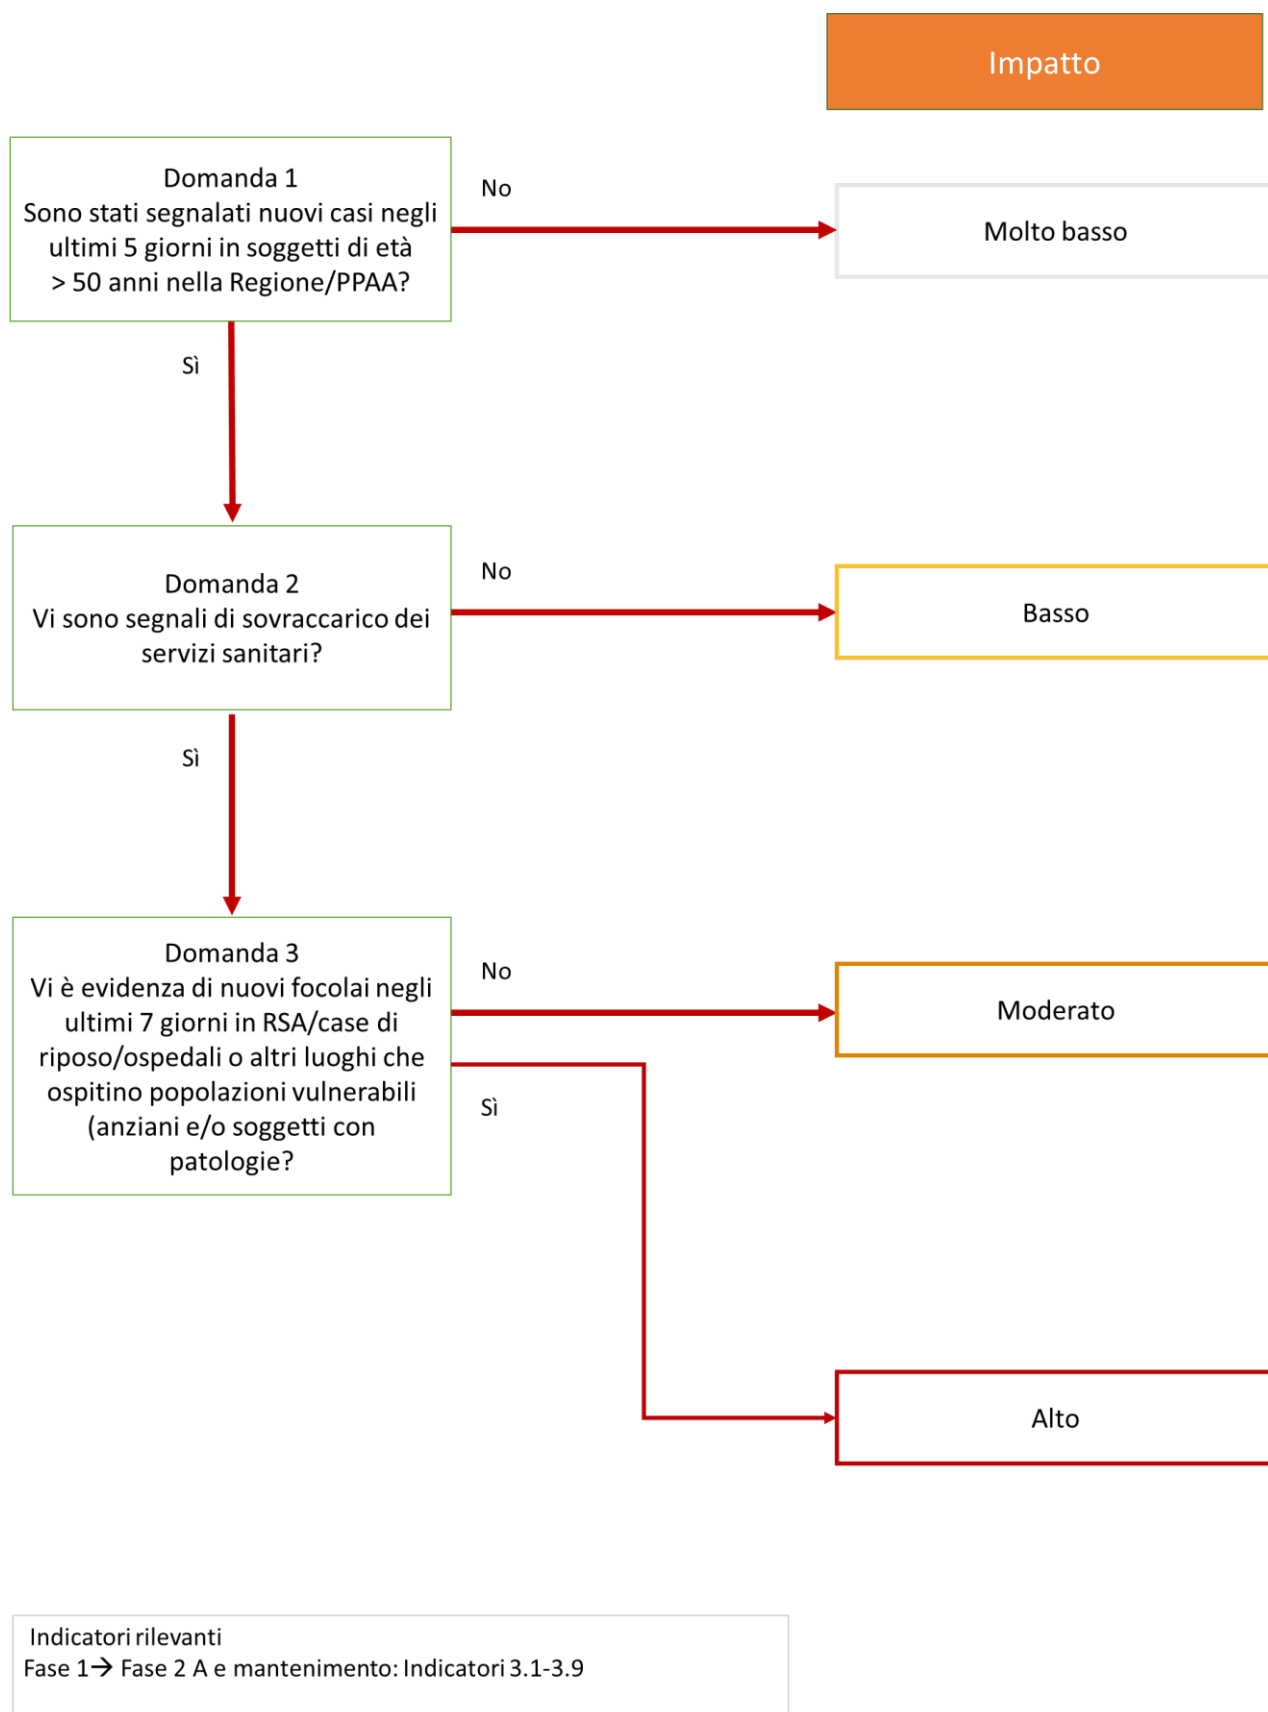 Impatto
Domanda 1
Sono stati segnalati nuovi casi negli
ultimi 5 giorni in soggetti di età
> 50 anni nella Regione/PPAA?
No
Molto basso
Sì
Domanda 2
Vi sono segnali di sovraccarico dei
servizi sanitari?
No
Basso
Sì
Domanda 3
Vi è evidenza di nuovi focolai negli
ultimi 7 giorni in RSA/case di
riposo/ospedali o altri luoghi che
ospitino popolazioni vulnerabili
(anziani e/o soggetti con
patologie?
No
Moderato
Sì
Alto
Indicatori rilevanti
Fase 1→ Fase 2 A e mantenimento: Indicatori 3.1-3.9